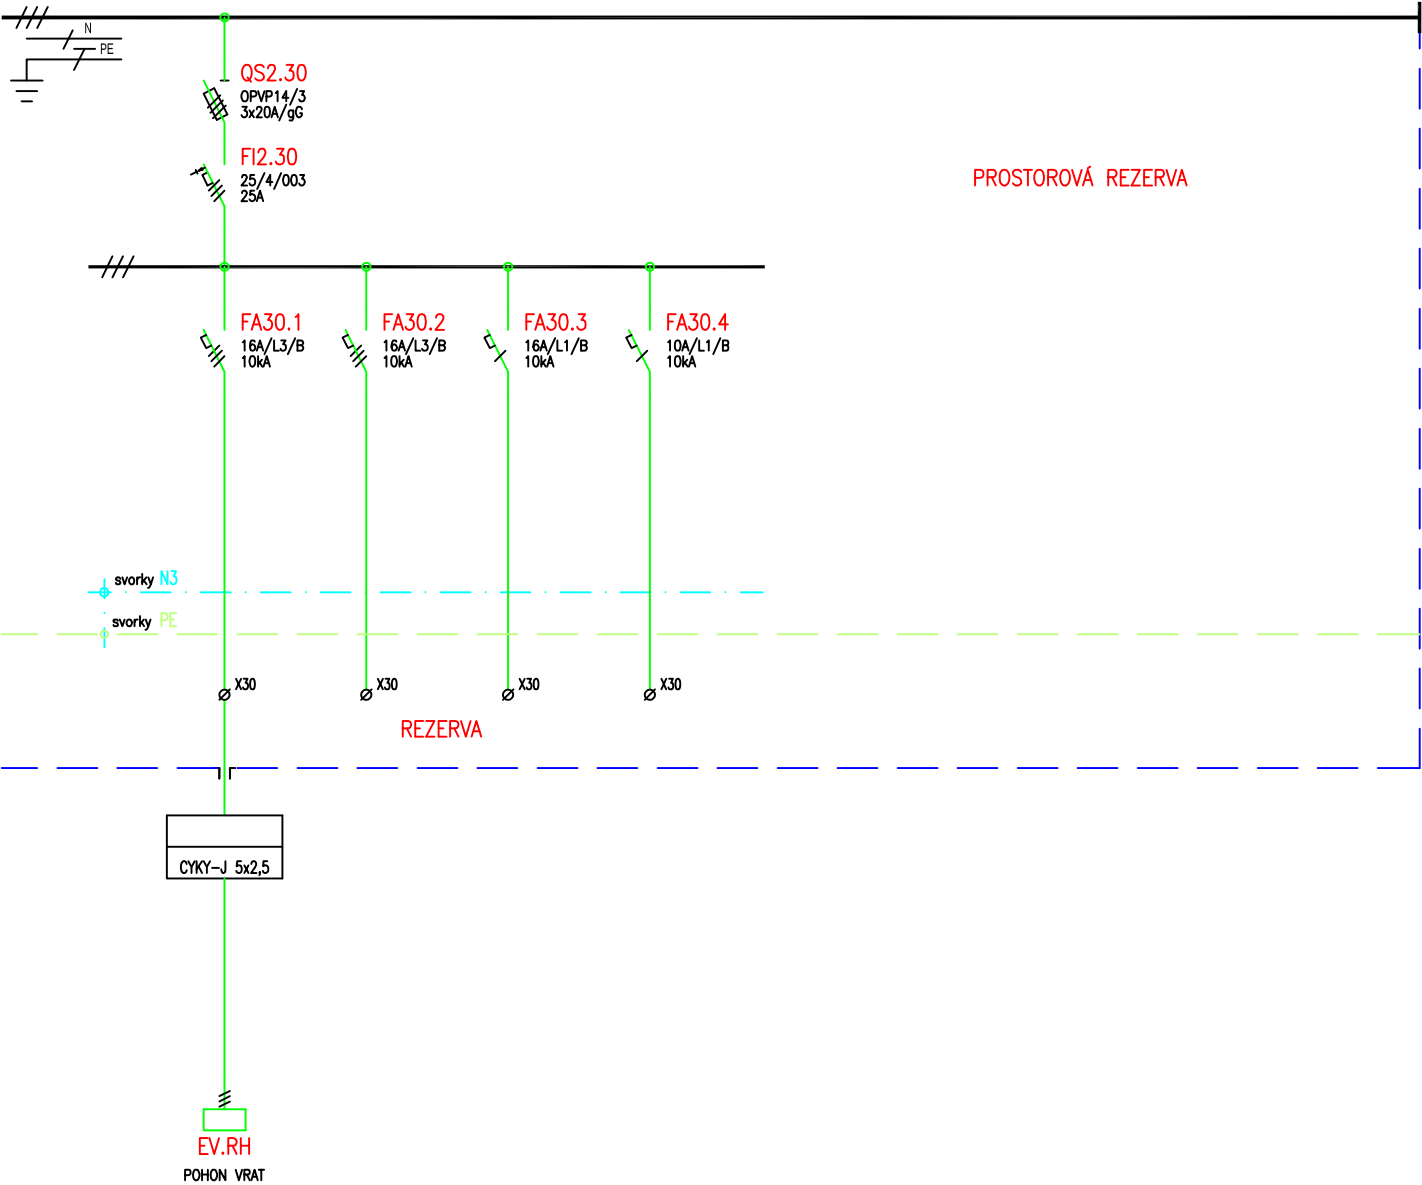 N
PE
QS2.30
OPVP14/3
3x20A/gG
FI2.30
25/4/003
25A
PROSTOROVÁ REZERVA
FA30.1
16A/L3/B
10kA
FA30.2
16A/L3/B
10kA
FA30.3
16A/L1/B
10kA
FA30.4
10A/L1/B
10kA
svorky N3
svorky PE
X30
X30
X30
X30
REZERVA
CYKY-J 5x2,5
EV.RH
POHON VRAT